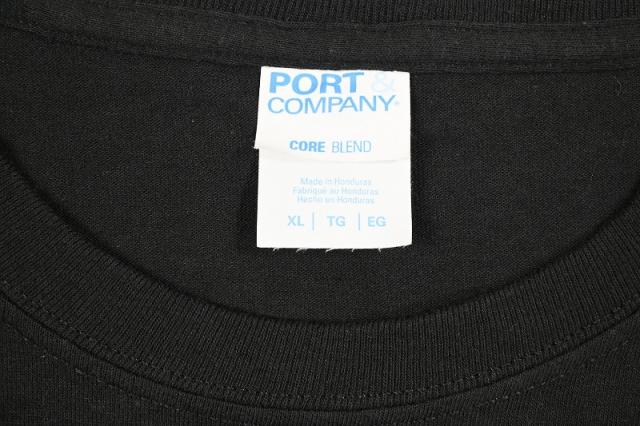 PORT &
COMPANY®
CORE BLEND
Made in Honduras
Fabriqué au Honduras
Hecho en Honduras
XL | TG | EG